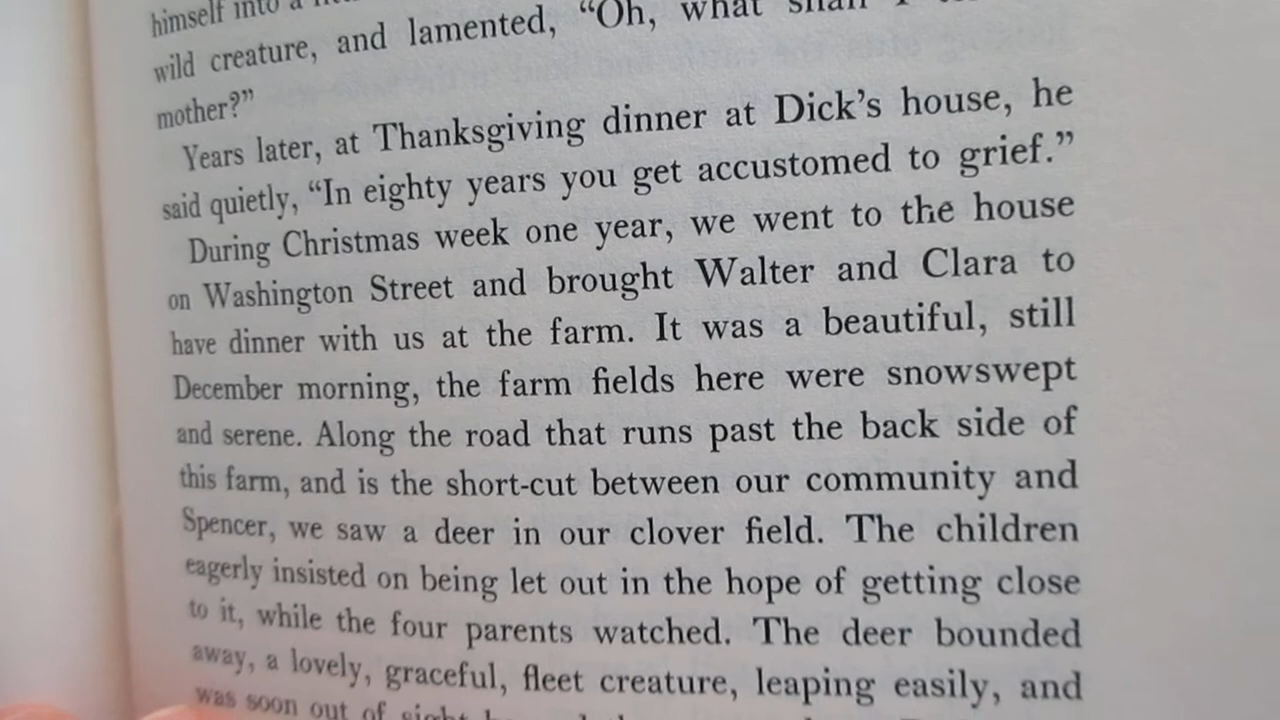 himself into a
wild creature, and lamented, “Oh, what shall I
mother?”
Years later, at Thanksgiving dinner at Dick’s house, he
said quietly, “In eighty years you get accustomed to grief.”
During Christmas week one year, we went to the house
on Washington Street and brought Walter and Clara to
have dinner with us at the farm. It was a beautiful, still
December morning, the farm fields here were snowswept
and serene. Along the road that runs past the back side of
this farm, and is the short-cut between our community and
Spencer, we saw a deer in our clover field. The children
eagerly insisted on being let out in the hope of getting close
to it, while the four parents watched. The deer bounded
away, a lovely, graceful, fleet creature, leaping easily, and
was soon out of sight